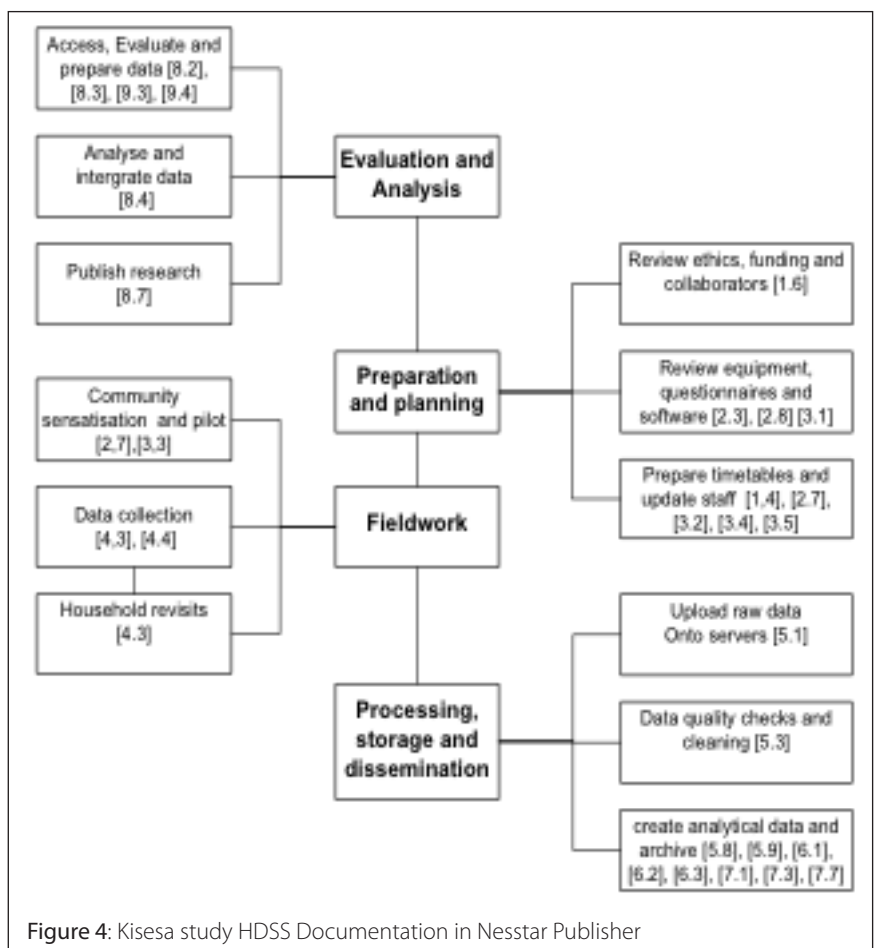 Access, Evaluate and
prepare data [8.2],
[8.3], [9.3], [9.4]
Analyse and
intergrate data
[8.4]
Publish research
[8.7]
Evaluation and
Analysis
Review ethics, funding and
collaborators [1.6]
Preparation
and planning
Review equipment,
questionnaires and
software [2.3], [2.8] [3.1]
Prepare timetables and
update staff [1,4], [2.7],
[3.2], [3.4], [3.5]
Community
sensatisation and pilot
[2,7],[3,3]
Data collection
[4,3], [4.4]
Household revisits
[4.3]
Fieldwork
Processing,
storage and
dissemination
Upload raw data
Onto servers [5.1]
Data quality checks and
cleaning [5.3]
create analytical data and
archive [5.8], [5.9], [6.1],
[6.2], [6.3], [7.1], [7.3], [7.7]
Figure 4: Kisesa study HDSS Documentation in Nesstar Publisher